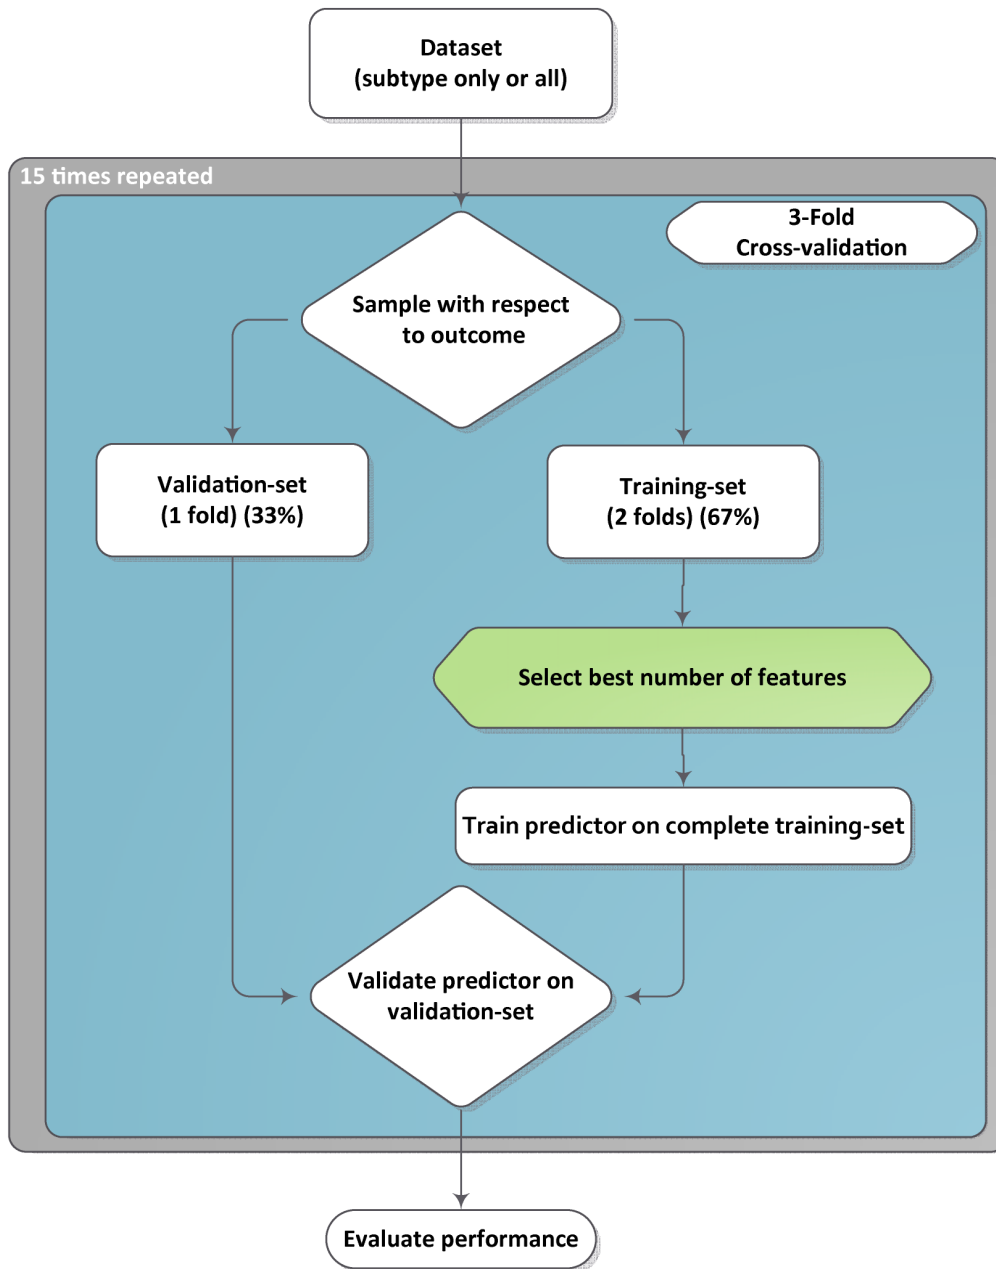 Dataset
(subtype only or all)
15 times repeated
3-Fold
Cross-validation
Sample with respect
to outcome
Validation-set
(1 fold) (33%)
Training-set
(2 folds) (67%)
Select best number of features
Train predictor on complete training-set
Validate predictor on
validation-set
Evaluate performance